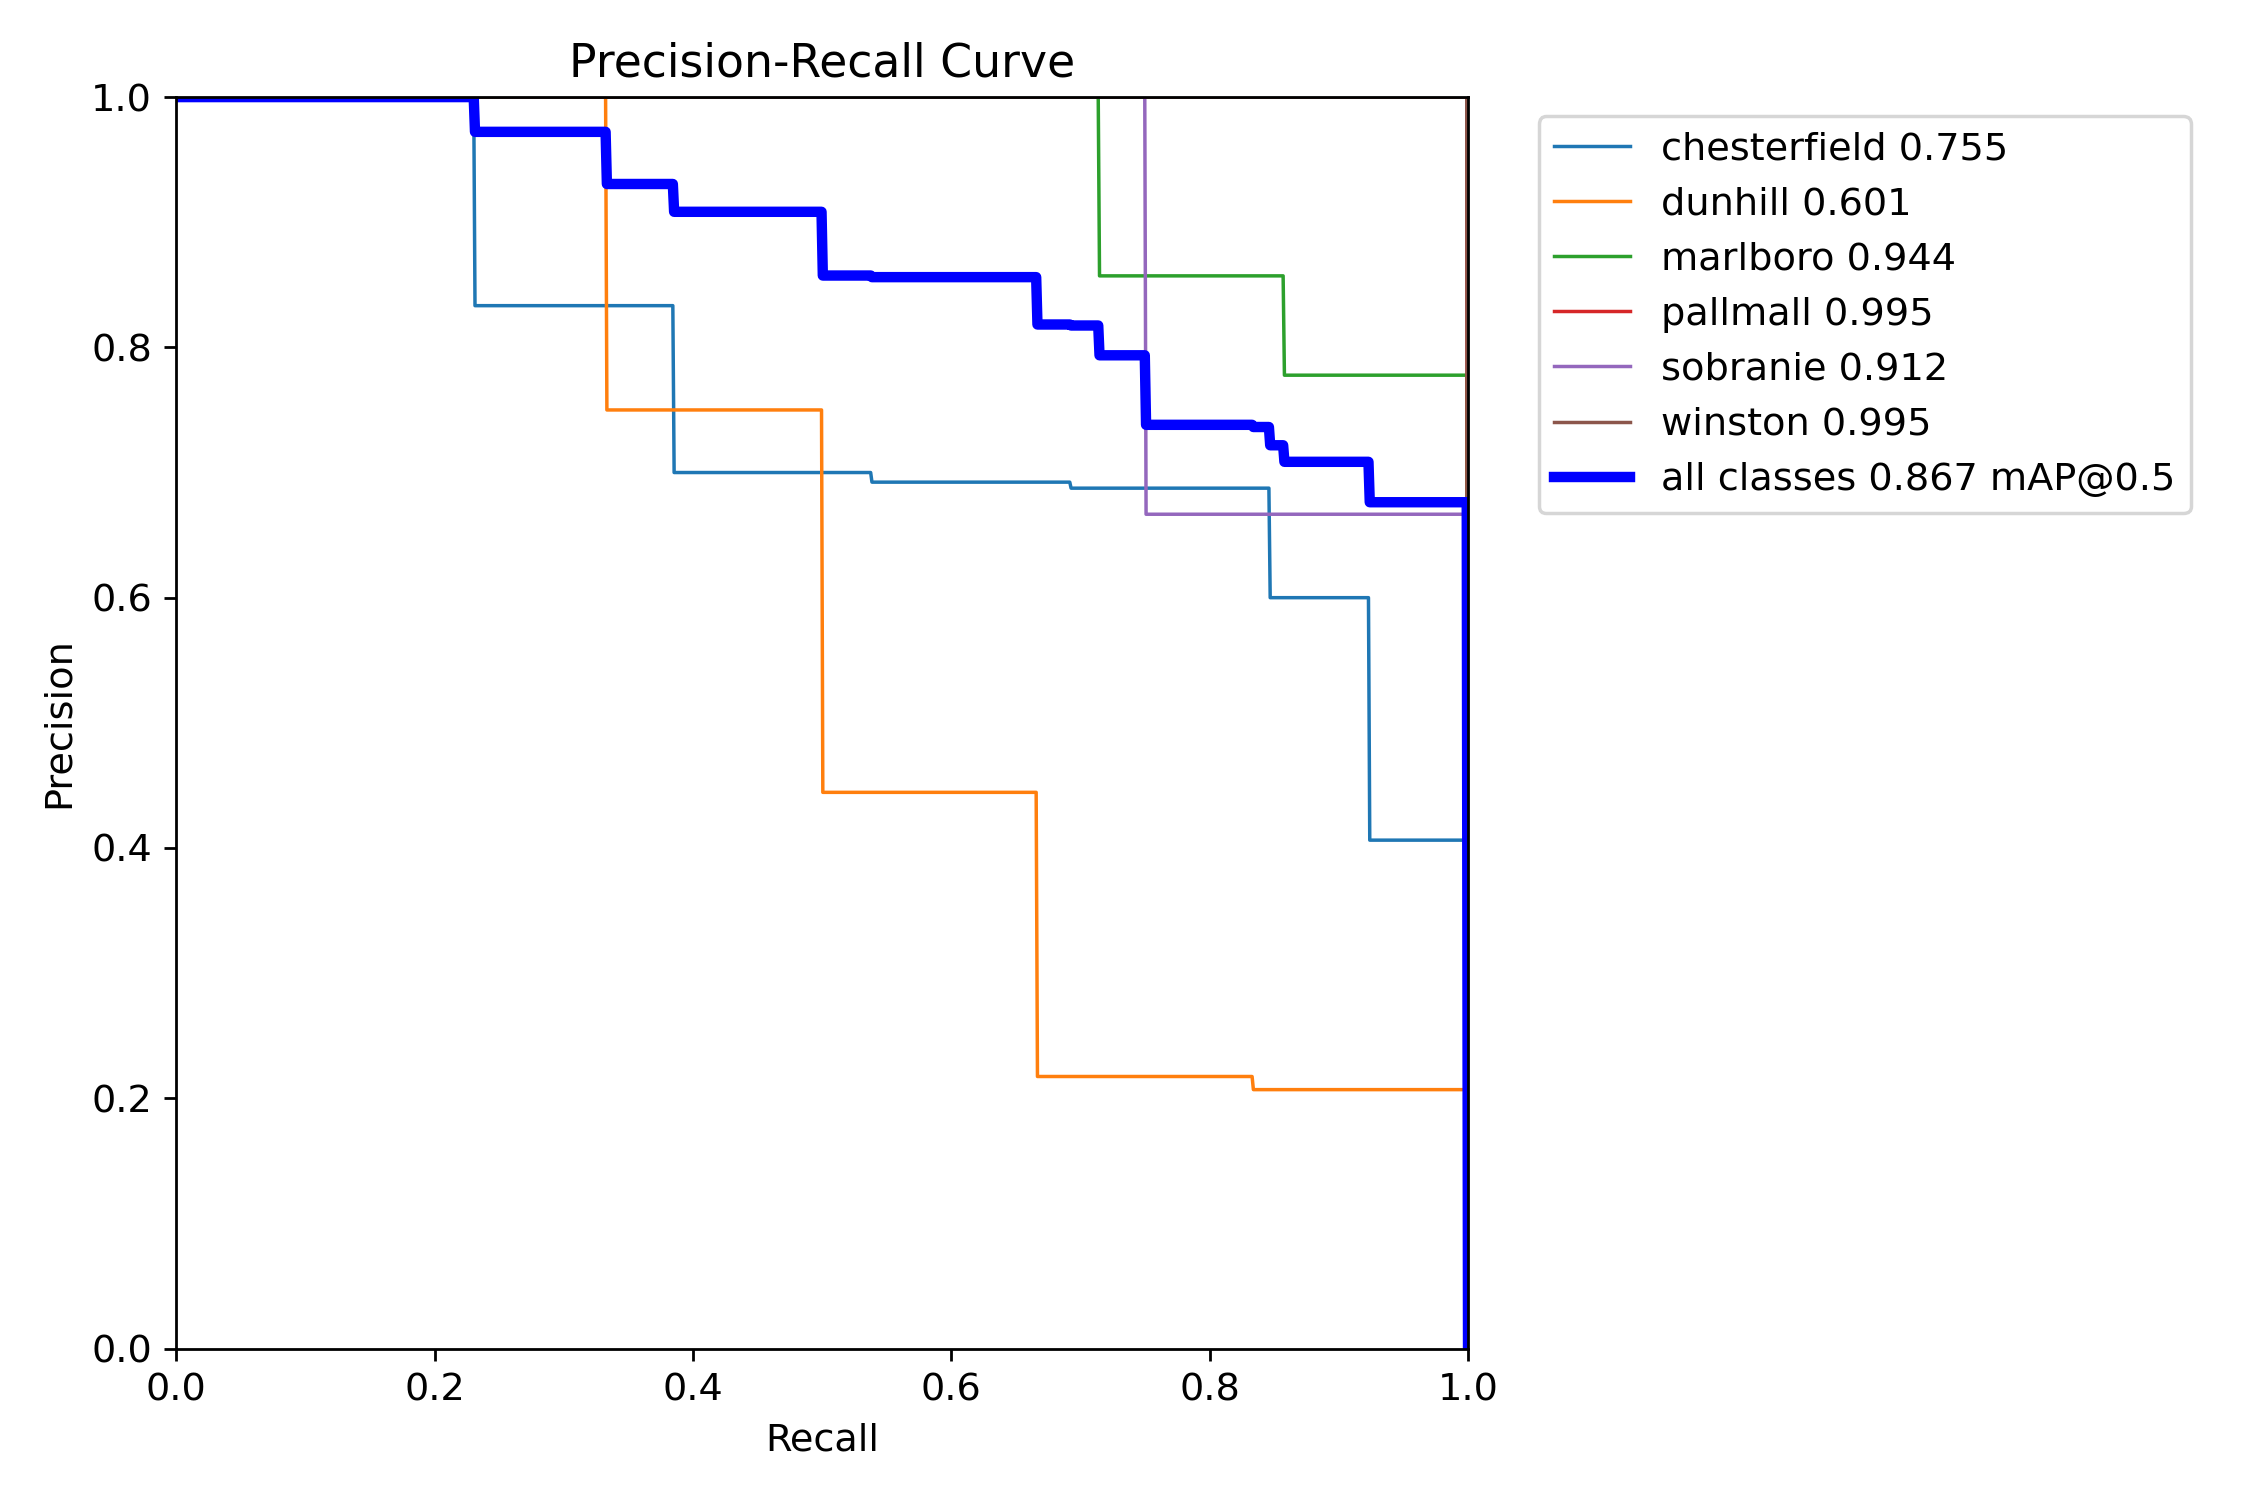 Precision-Recall Curve
1.0
0.8
0.6
0.4
0.2
0.0
Precision
0.0 0.2 0.4 0.6 0.8 1.0
Recall
chesterfield 0.755
dunhill 0.601
marlboro 0.944
pallmall 0.995
sobranie 0.912
winston 0.995
all classes 0.867 mAP@0.5